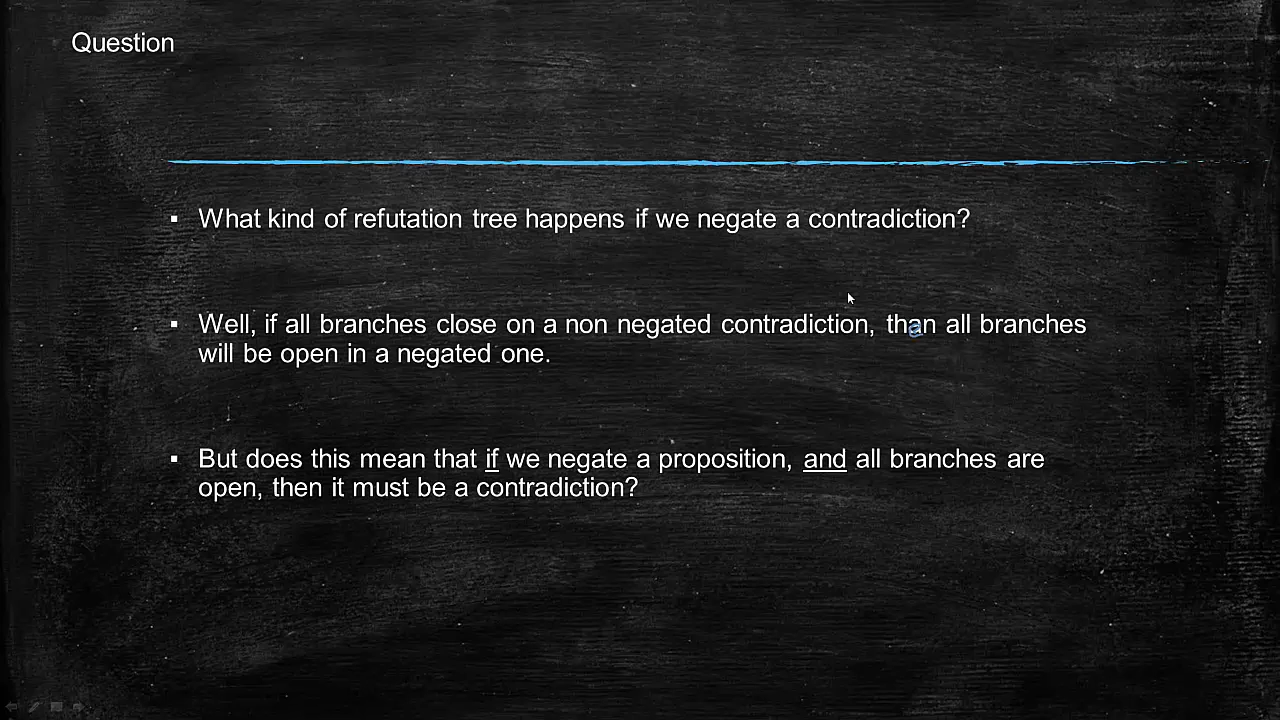 Question
▪ What kind of refutation tree happens if we negate a contradiction?
▪ Well, if all branches close on a non negated contradiction, then all branches
will be open in a negated one.
▪ But does this mean that if we negate a proposition, and all branches are
open, then it must be a contradiction?